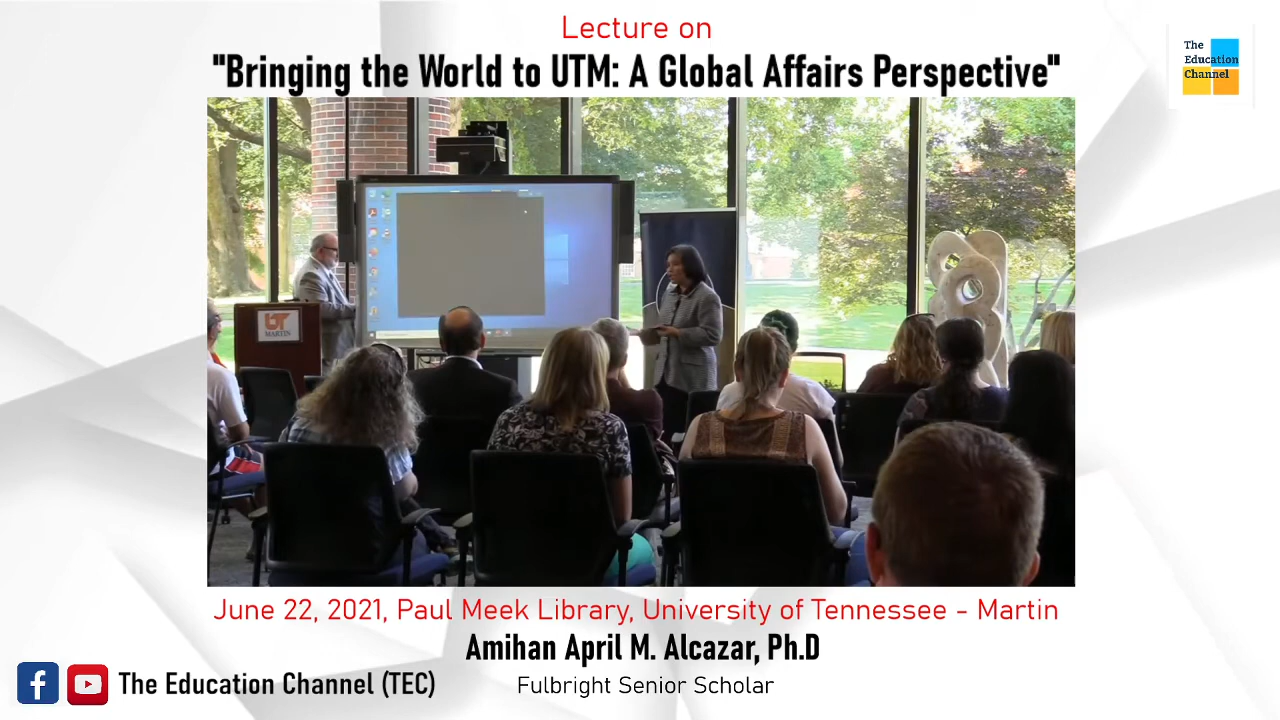 Lecture on
"Bringing the World to UTM: A Global Affairs Perspective"
The
Education
Channel
UT
MARTIN
June 22, 2021, Paul Meek Library, University of Tennessee - Martin
Amihan April M. Alcazar, Ph.D
The Education Channel (TEC)
Fulbright Senior Scholar